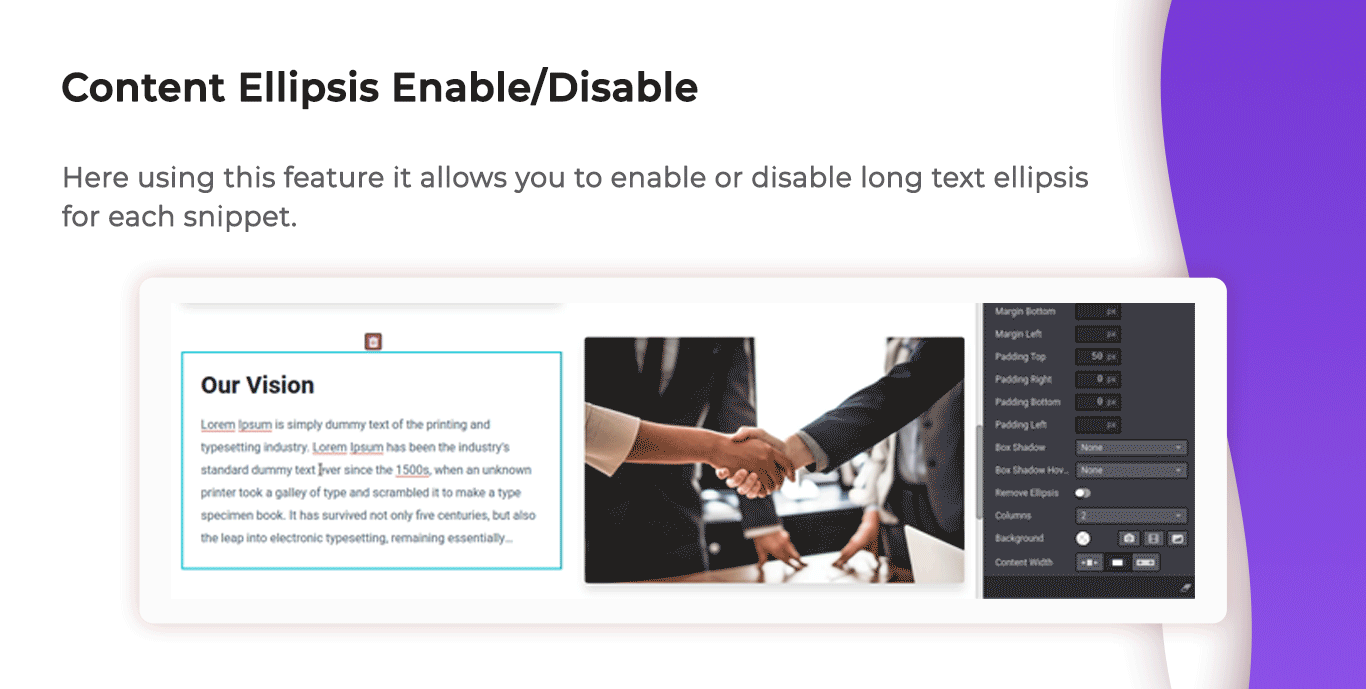 Content Ellipsis Enable/Disable
Here using this feature it allows you to enable or disable long text ellipsis
for each snippet.
Our Vision
Lorem Ipsum is simply dummy text of the printing and
typesetting industry. Lorem Ipsum has been the industry's
standard dummy text ever since the 1500s, when an unknown
printer took a galley of type and scrambled it to make a type
specimen book. It has survived not only five centuries, but also
the leap into electronic typesetting, remaining essentially...
Margin Bottom px
Margin Left px
Padding Top 50 px
Padding Right 0 px
Padding Bottom 0 px
Padding Left px
Box Shadow None
Box Shadow Hov... None
Remove Ellipsis
Columns 2
Background
Content Width